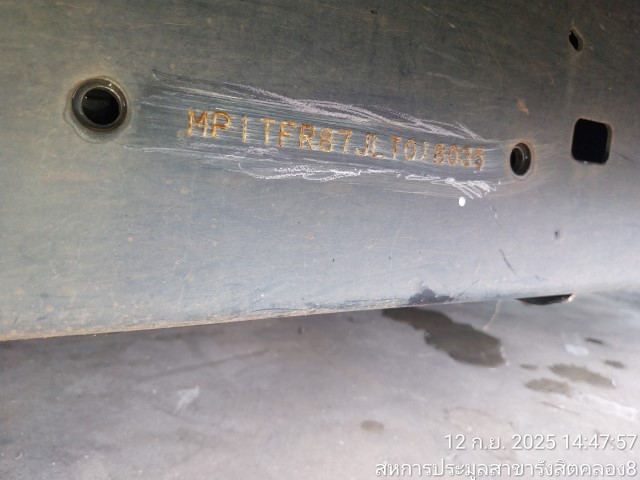 MP1TFR87JLT015035
12 ก.ย. 2025 14:47:57
สหการประมูลสาขารังสิตคลอง8